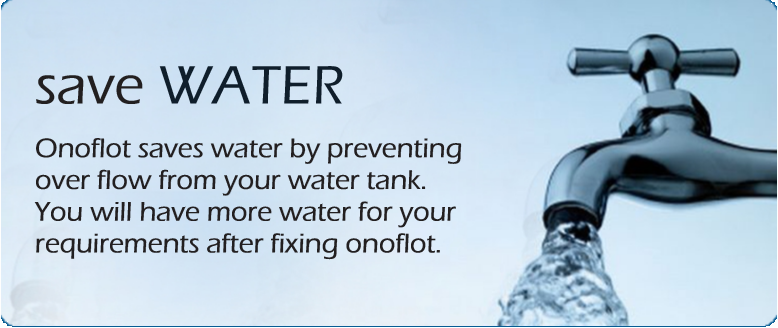 save WATER
Onoflot saves water by preventing
over flow from your water tank.
You will have more water for your
requirements after fixing onoflot.